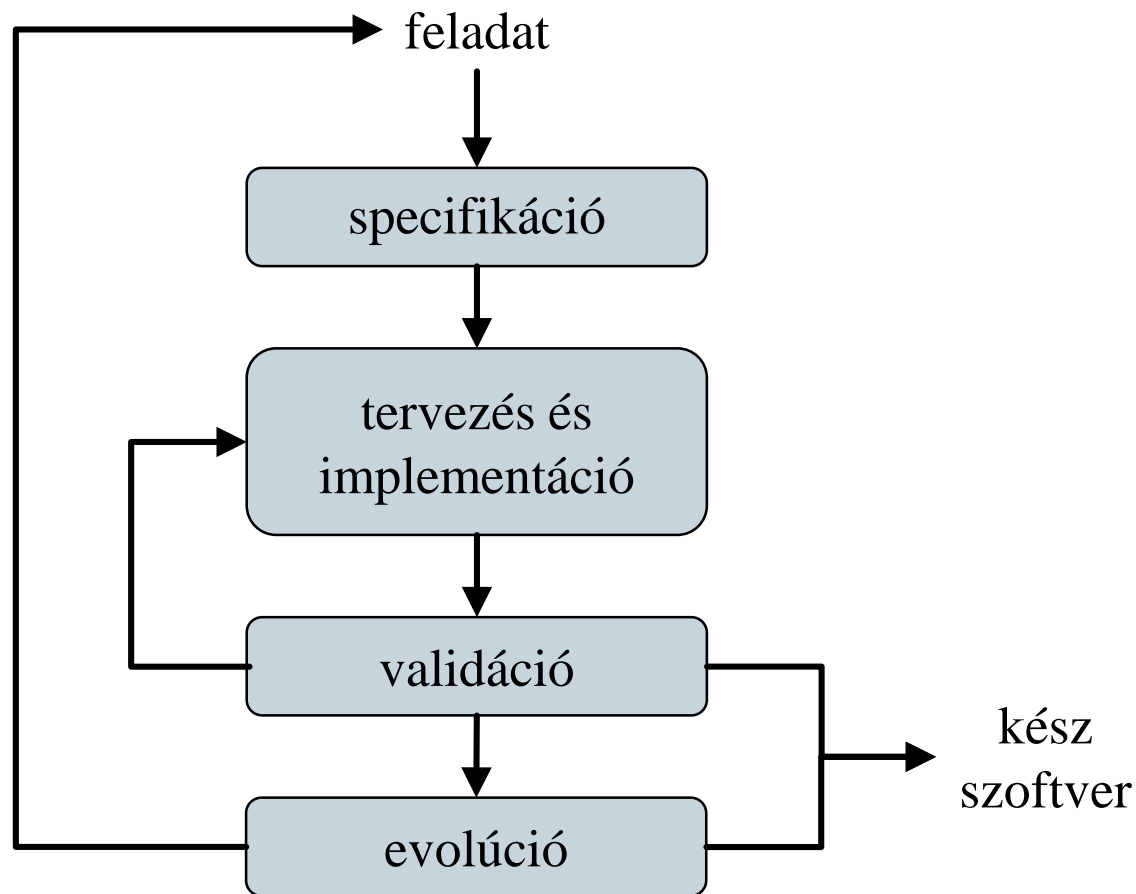 feladat
specifikáció
tervezés és
implementáció
validáció
kész
szoftver
evolúció